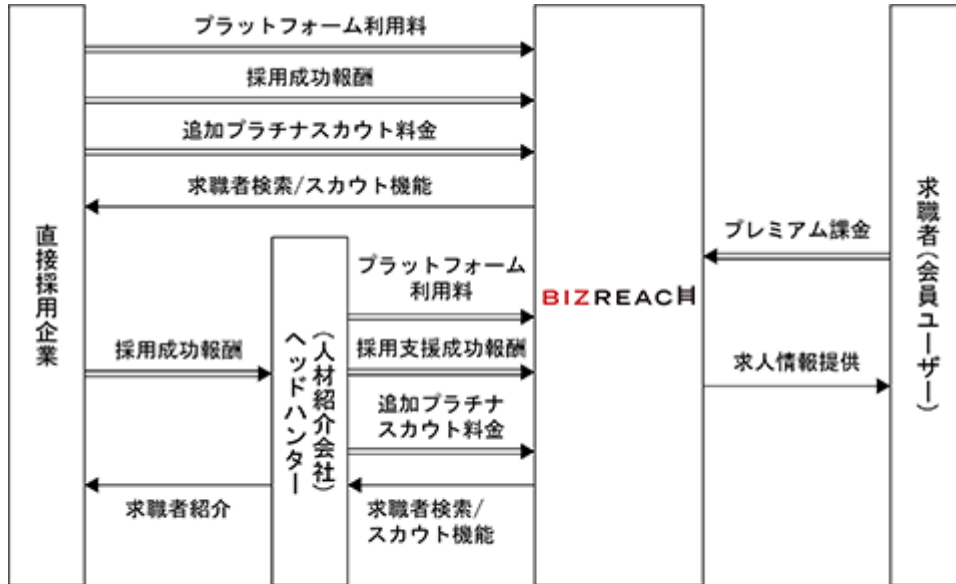 プラットフォーム利用料
採用成功報酬
追加プラチナスカウト料金
求職者検索/スカウト機能
直接採用企業
採用成功報酬
求職者紹介
ヘッドハンター
(人材紹介会社)
プラットフォーム
利用料
採用支援成功報酬
追加プラチナ
スカウト料金
求職者検索/
スカウト機能
BIZREACH
プレミアム課金
求人情報提供
求職者(会員ユーザー)